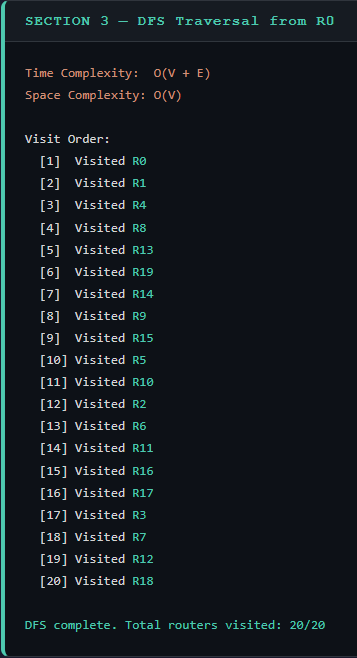 SECTION 3 — DFS Traversal from R0
Time Complexity:  O(V + E)
Space Complexity: O(V)
Visit Order:
[1]  Visited R0
[2]  Visited R1
[3]  Visited R4
[4]  Visited R8
[5]  Visited R13
[6]  Visited R19
[7]  Visited R14
[8]  Visited R9
[9]  Visited R15
[10] Visited R5
[11] Visited R10
[12] Visited R2
[13] Visited R6
[14] Visited R11
[15] Visited R16
[16] Visited R17
[17] Visited R3
[18] Visited R7
[19] Visited R12
[20] Visited R18
DFS complete. Total routers visited: 20/20